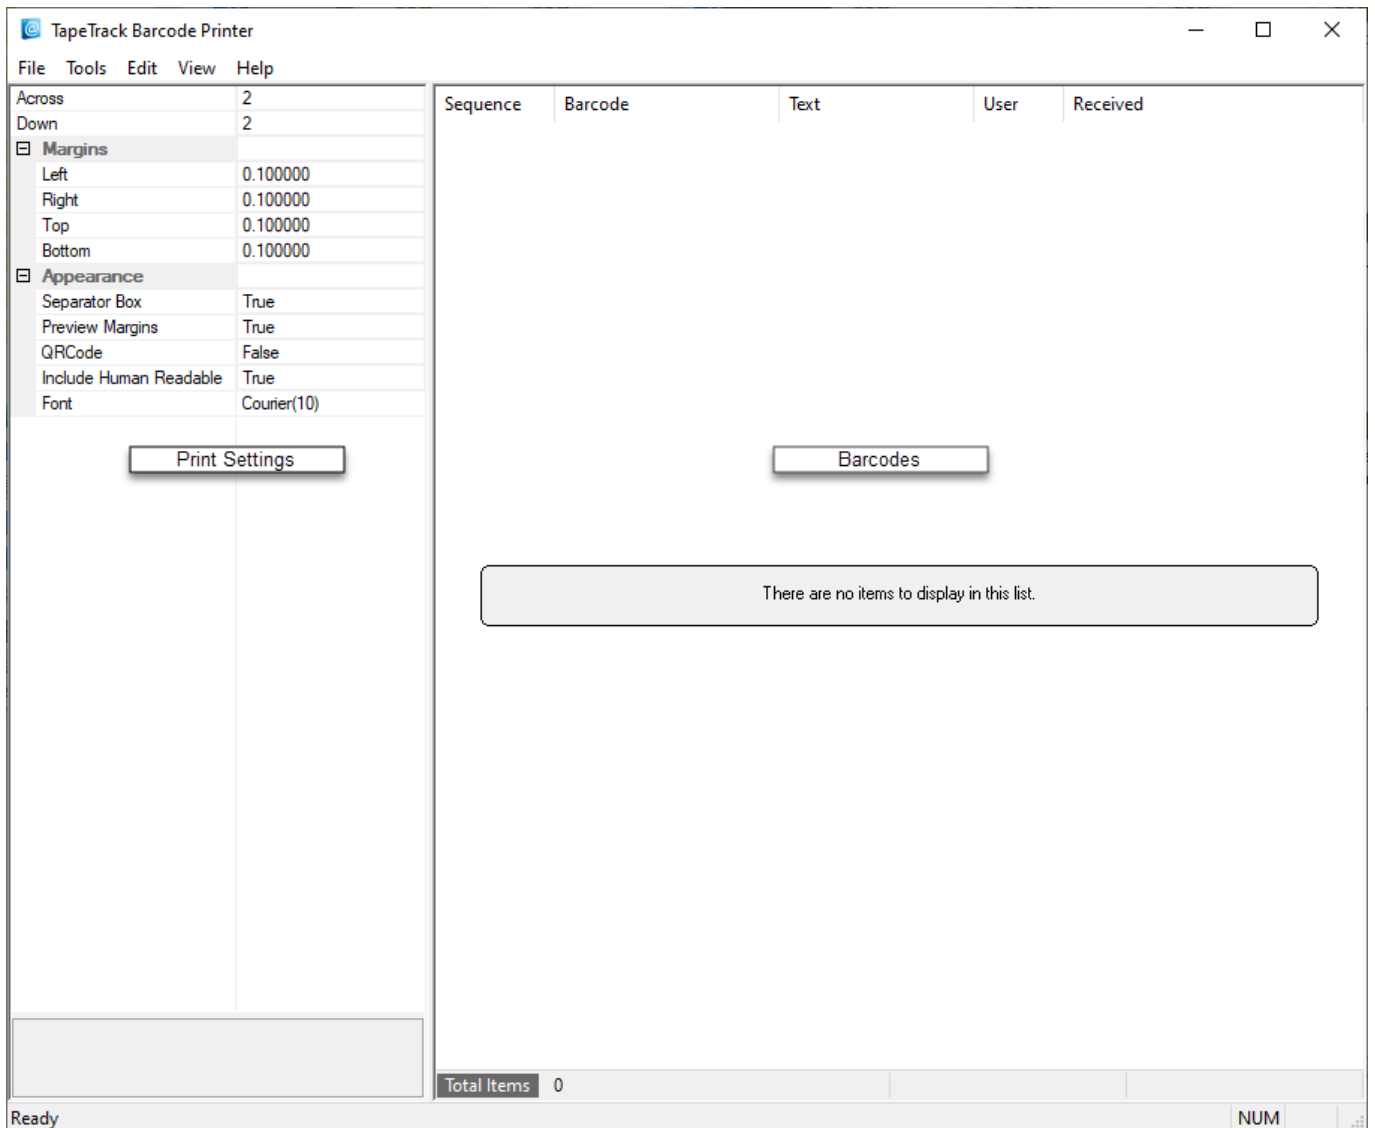 TapeTrack Barcode Printer
File Tools Edit View Help
Across 2
Down 2
Margins
Left 0.100000
Right 0.100000
Top 0.100000
Bottom 0.100000
Appearance
Separator Box True
Preview Margins True
QRCode False
Include Human Readable True
Font Courier(10)
Print Settings
Sequence Barcode Text User Received
Barcodes
There are no items to display in this list.
Total Items 0
Ready NUM